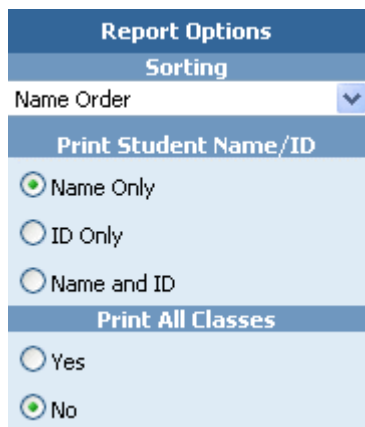 Report Options
Sorting
Name Order
Print Student Name/ID
Name Only
ID Only
Name and ID
Print All Classes
Yes
No